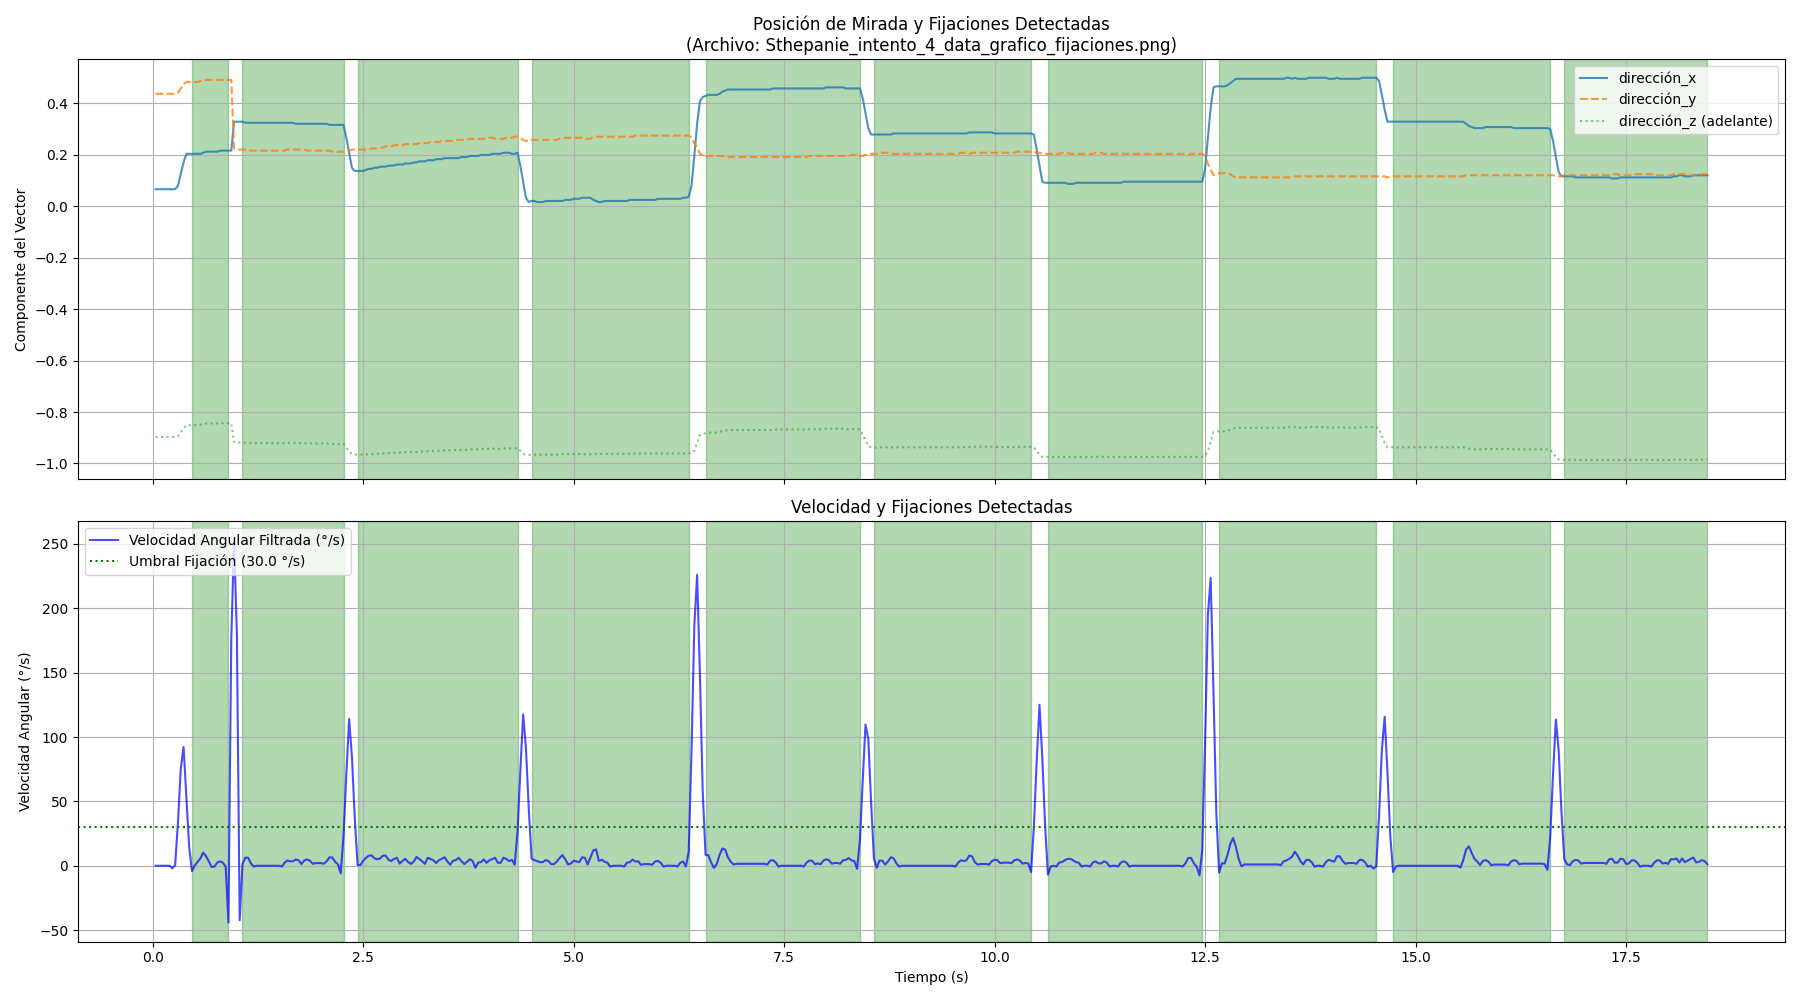 Posición de Mirada y Fijaciones Detectadas
(Archivo: Sthepanie_intento_4_data_grafico_fijaciones.png)
dirección_x
dirección_y
dirección_z (adelante)
Componente del Vector
0.4
0.2
0.0
−0.2
−0.4
−0.6
−0.8
−1.0
Velocidad y Fijaciones Detectadas
Velocidad Angular Filtrada (°/s)
Umbral Fijación (30.0 °/s)
Velocidad Angular (°/s)
250
200
150
100
50
0
−50
0.0 2.5 5.0 7.5 10.0 12.5 15.0 17.5
Tiempo (s)